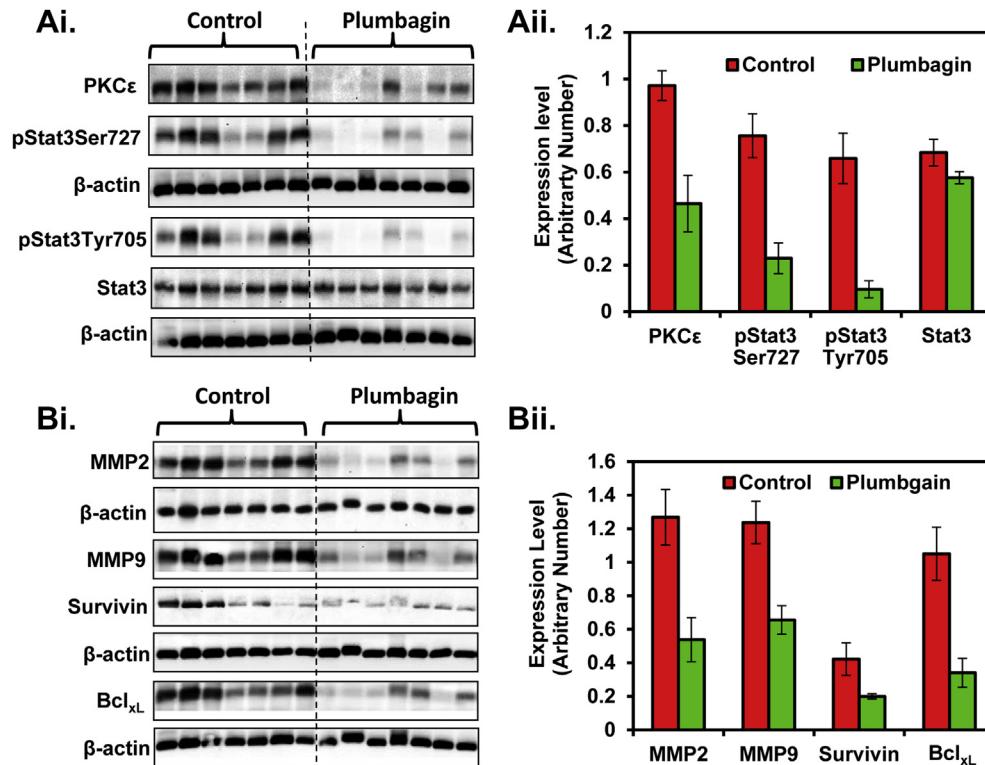 Ai.
Control Plumbagin
PKCε
pStat3Ser727
β-actin
pStat3Tyr705
Stat3
β-actin
Aii.
Expression level
(Arbitrarty Number)
1.2
1
0.8
0.6
0.4
0.2
0
Control Plumbagin
PKCε pStat3 pStat3 Stat3
Ser727 Tyr705
Bi.
Control Plumbagin
MMP2
β-actin
MMP9
Survivin
β-actin
BclxL
β-actin
Bii.
Expression Level
(Arbitrary Number)
1.6
1.4
1.2
1
0.8
0.6
0.4
0.2
0
Control Plumbgain
MMP2 MMP9 Survivin BclxL